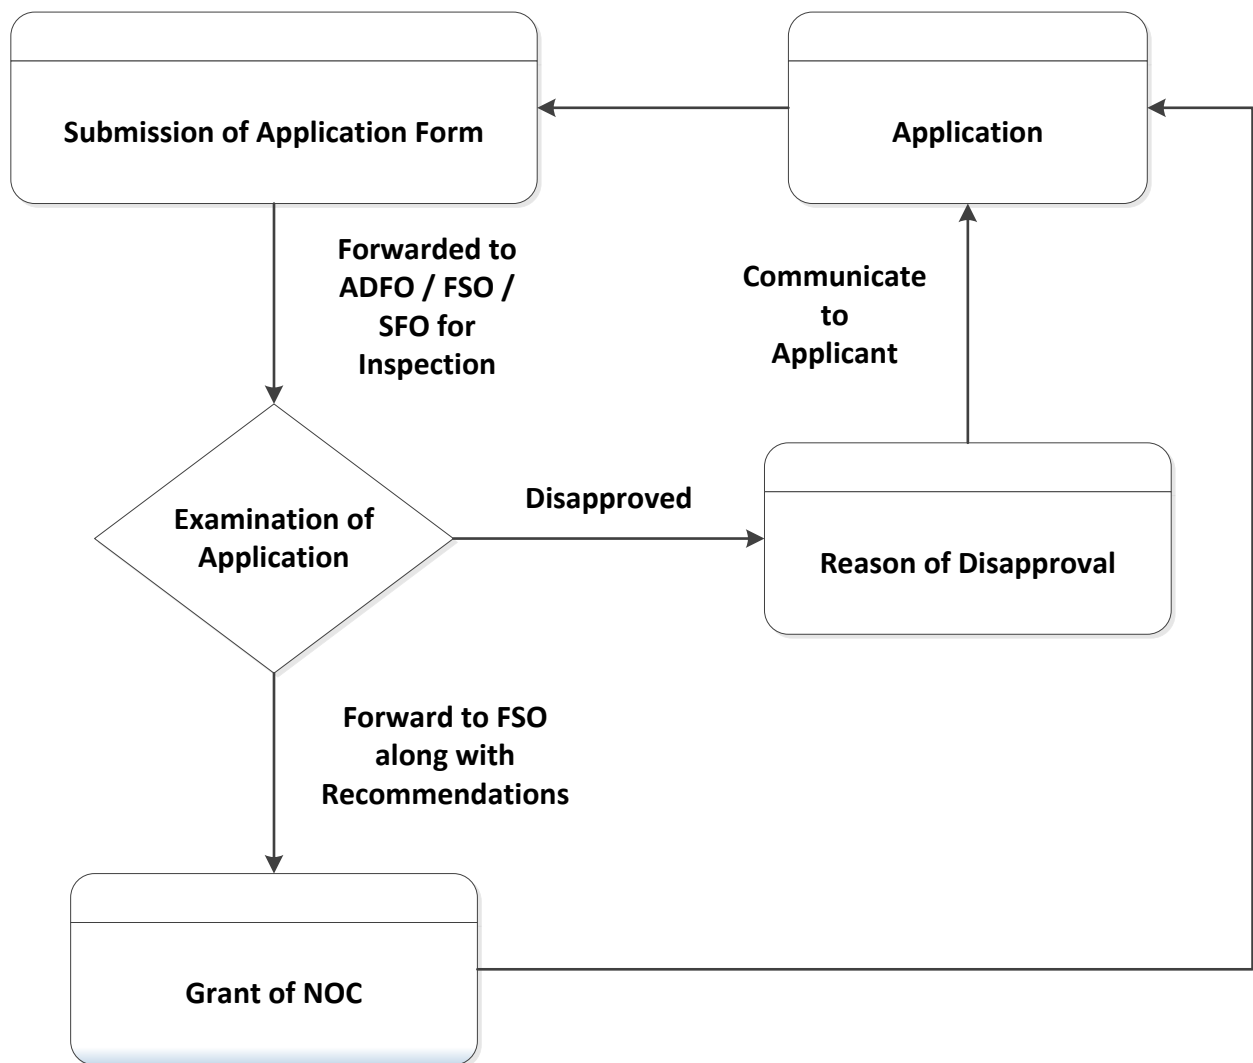 Submission of Application Form
Application
Forwarded to
ADFO / FSO /
SFO for
Inspection
Communicate
to
Applicant
Examination of
Application
Disapproved
Reason of Disapproval
Forward to FSO
along with
Recommendations
Grant of NOC